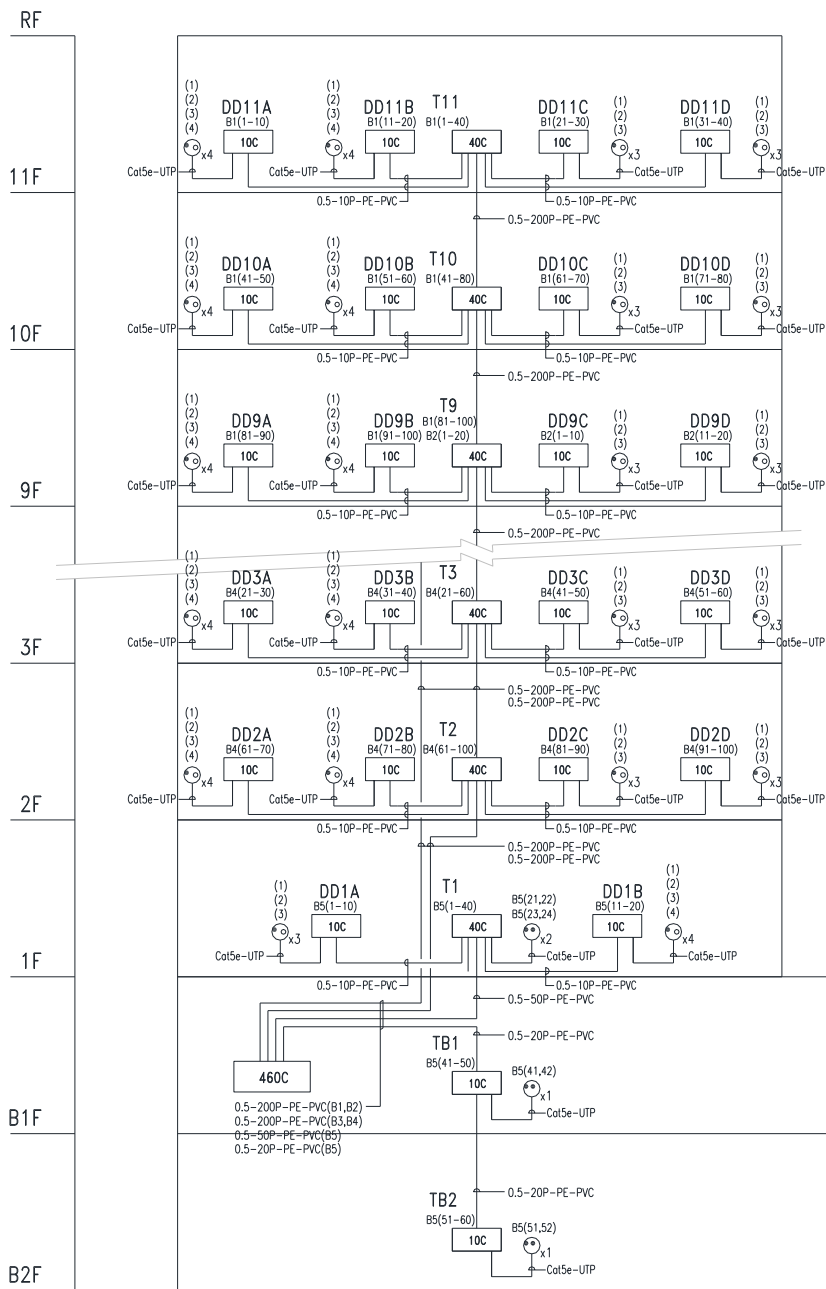 RF
(1)
(2)
(3)
(4)
DD11A
B1(1-10)
10C
x4
Cat5e-UTP
(1)
(2)
(3)
(4)
DD11B
B1(11-20)
10C
x4
Cat5e-UTP
T11
B1(1-40)
40C
DD11C
B1(21-30)
10C
(1)
(2)
(3)
x3
Cat5e-UTP
DD11D
B1(31-40)
10C
(1)
(2)
(3)
x3
Cat5e-UTP
11F
0.5-10P-PE-PVC
0.5-10P-PE-PVC
0.5-200P-PE-PVC
(1)
(2)
(3)
(4)
DD10A
B1(41-50)
10C
x4
Cat5e-UTP
(1)
(2)
(3)
(4)
DD10B
B1(51-60)
10C
x4
Cat5e-UTP
T10
B1(41-80)
40C
DD10C
B1(61-70)
10C
(1)
(2)
(3)
x3
Cat5e-UTP
DD10D
B1(71-80)
10C
(1)
(2)
(3)
x3
Cat5e-UTP
10F
0.5-10P-PE-PVC
0.5-10P-PE-PVC
0.5-200P-PE-PVC
(1)
(2)
(3)
(4)
DD9A
B1(81-90)
10C
x4
Cat5e-UTP
(1)
(2)
(3)
(4)
DD9B
B1(91-100)
10C
x4
Cat5e-UTP
T9
B1(81-100)
B2(1-20)
40C
DD9C
B2(1-10)
10C
(1)
(2)
(3)
x3
Cat5e-UTP
DD9D
B2(11-20)
10C
(1)
(2)
(3)
x3
Cat5e-UTP
9F
0.5-10P-PE-PVC
0.5-10P-PE-PVC
0.5-200P-PE-PVC
(1)
(2)
(3)
(4)
DD3A
B4(21-30)
10C
x4
Cat5e-UTP
(1)
(2)
(3)
(4)
DD3B
B4(31-40)
10C
x4
Cat5e-UTP
T3
B4(21-60)
40C
DD3C
B4(41-50)
10C
(1)
(2)
(3)
x3
Cat5e-UTP
DD3D
B4(51-60)
10C
(1)
(2)
(3)
x3
Cat5e-UTP
3F
0.5-10P-PE-PVC
0.5-10P-PE-PVC
0.5-200P-PE-PVC
0.5-200P-PE-PVC
(1)
(2)
(3)
(4)
DD2A
B4(61-70)
10C
x4
Cat5e-UTP
(1)
(2)
(3)
(4)
DD2B
B4(71-80)
10C
x4
Cat5e-UTP
T2
B4(61-100)
40C
DD2C
B4(81-90)
10C
(1)
(2)
(3)
x3
Cat5e-UTP
DD2D
B4(91-100)
10C
(1)
(2)
(3)
x3
Cat5e-UTP
2F
0.5-10P-PE-PVC
0.5-10P-PE-PVC
0.5-200P-PE-PVC
0.5-200P-PE-PVC
(1)
(2)
(3)
x3
Cat5e-UTP
DD1A
B5(1-10)
10C
T1
B5(1-40)
40C
B5(21,22)
B5(23,24)
x2
Cat5e-UTP
DD1B
B5(11-20)
10C
(1)
(2)
(3)
(4)
x4
Cat5e-UTP
1F
0.5-10P-PE-PVC
0.5-10P-PE-PVC
0.5-50P-PE-PVC
0.5-20P-PE-PVC
460C
TB1
B5(41-50)
10C
B5(41,42)
x1
Cat5e-UTP
0.5-200P-PE-PVC(B1,B2)
0.5-200P-PE-PVC(B3,B4)
0.5-50P-PE-PVC(B5)
0.5-20P-PE-PVC(B5)
B1F
0.5-20P-PE-PVC
TB2
B5(51-60)
10C
B5(51,52)
x1
Cat5e-UTP
B2F